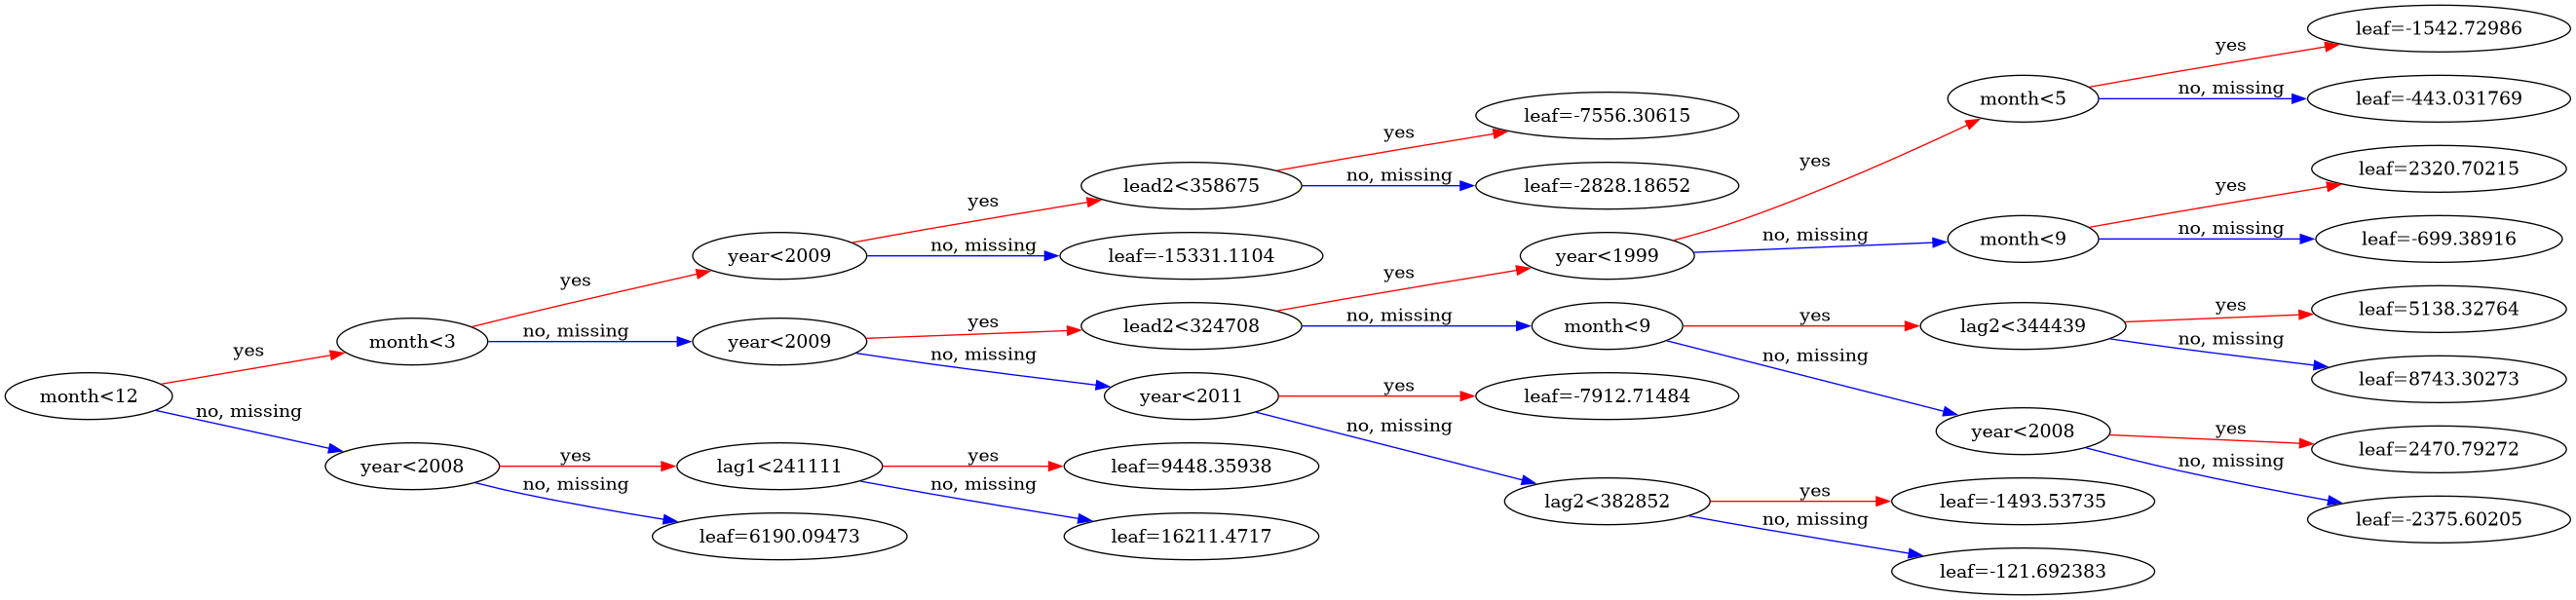 leaf=-1542.72986
yes
month<5
no, missing
leaf=-443.031769
leaf=-7556.30615
yes
yes
leaf=2320.70215
yes
lead2<358675
no, missing
leaf=-2828.18652
month<9
no, missing
leaf=-699.38916
yes
year<2009
no, missing
leaf=-15331.1104
year<1999
no, missing
yes
yes
leaf=5138.32764
yes
month<3
no, missing
year<2009
yes
lead2<324708
no, missing
month<9
yes
lag2<344439
no, missing
leaf=8743.30273
yes
no, missing
no, missing
month<12
no, missing
year<2011
yes
leaf=-7912.71484
year<2008
yes
leaf=2470.79272
no, missing
leaf=-2375.60205
year<2008
yes
lag1<241111
yes
leaf=9448.35938
no, missing
no, missing
no, missing
lag2<382852
yes
leaf=-1493.53735
no, missing
leaf=6190.09473
leaf=16211.4717
leaf=-121.692383